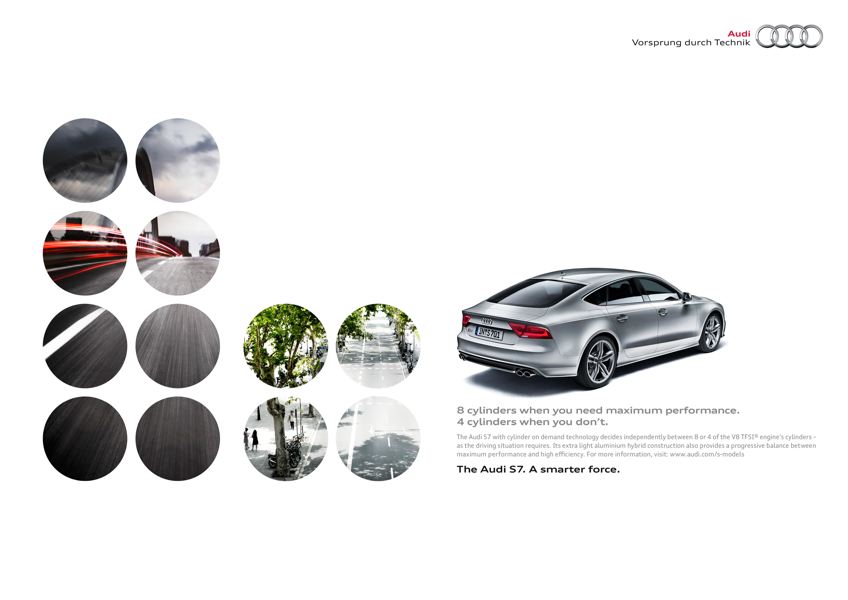 Audi
Vorsprung durch Technik
8 cylinders when you need maximum performance.
4 cylinders when you don't.
The Audi S7 with cylinder on demand technology decides independently between 8 or 4 of the V8 TFSI® engine's cylinders –
as the driving situation requires. Its extra light aluminium hybrid construction also provides a progressive balance between
maximum performance and high efficiency. For more information, visit: www.audi.com/s-models
The Audi S7. A smarter force.